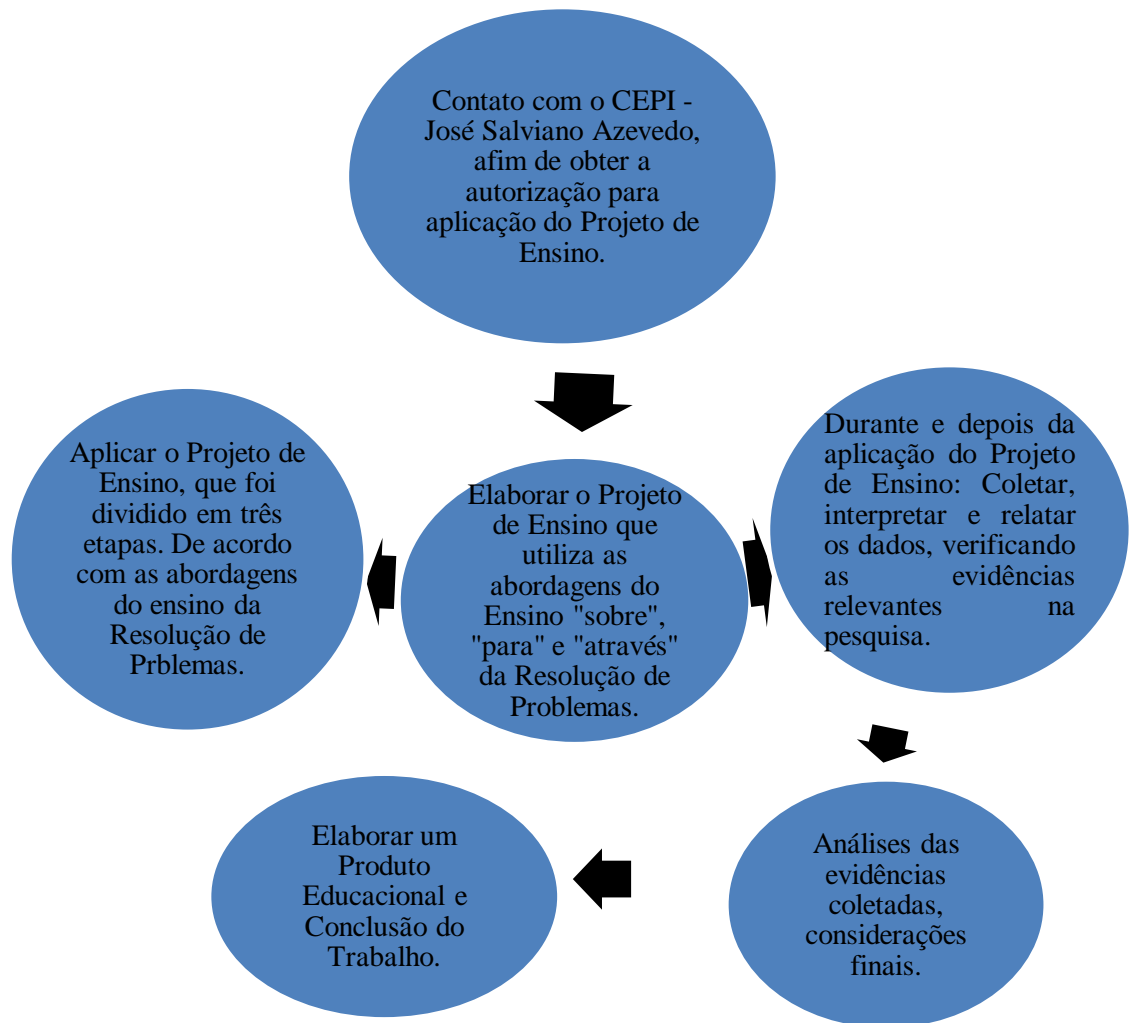 Contato com o CEPI -
José Salviano Azevedo,
afim de obter a
autorização para
aplicação do Projeto de
Ensino.
Aplicar o Projeto de
Ensino, que foi
dividido em três
etapas. De acordo
com as abordagens
do ensino da
Resolução de
Prblemas.
Elaborar o Projeto
de Ensino que
utiliza as
abordagens do
Ensino "sobre",
"para" e "através"
da Resolução de
Problemas.
Durante e depois da
aplicação do Projeto
de Ensino: Coletar,
interpretar e relatar
os dados, verificando
as evidências
relevantes na
pesquisa.
Elaborar um
Produto
Educacional e
Conclusão do
Trabalho.
Análises das
evidências
coletadas,
considerações
finais.